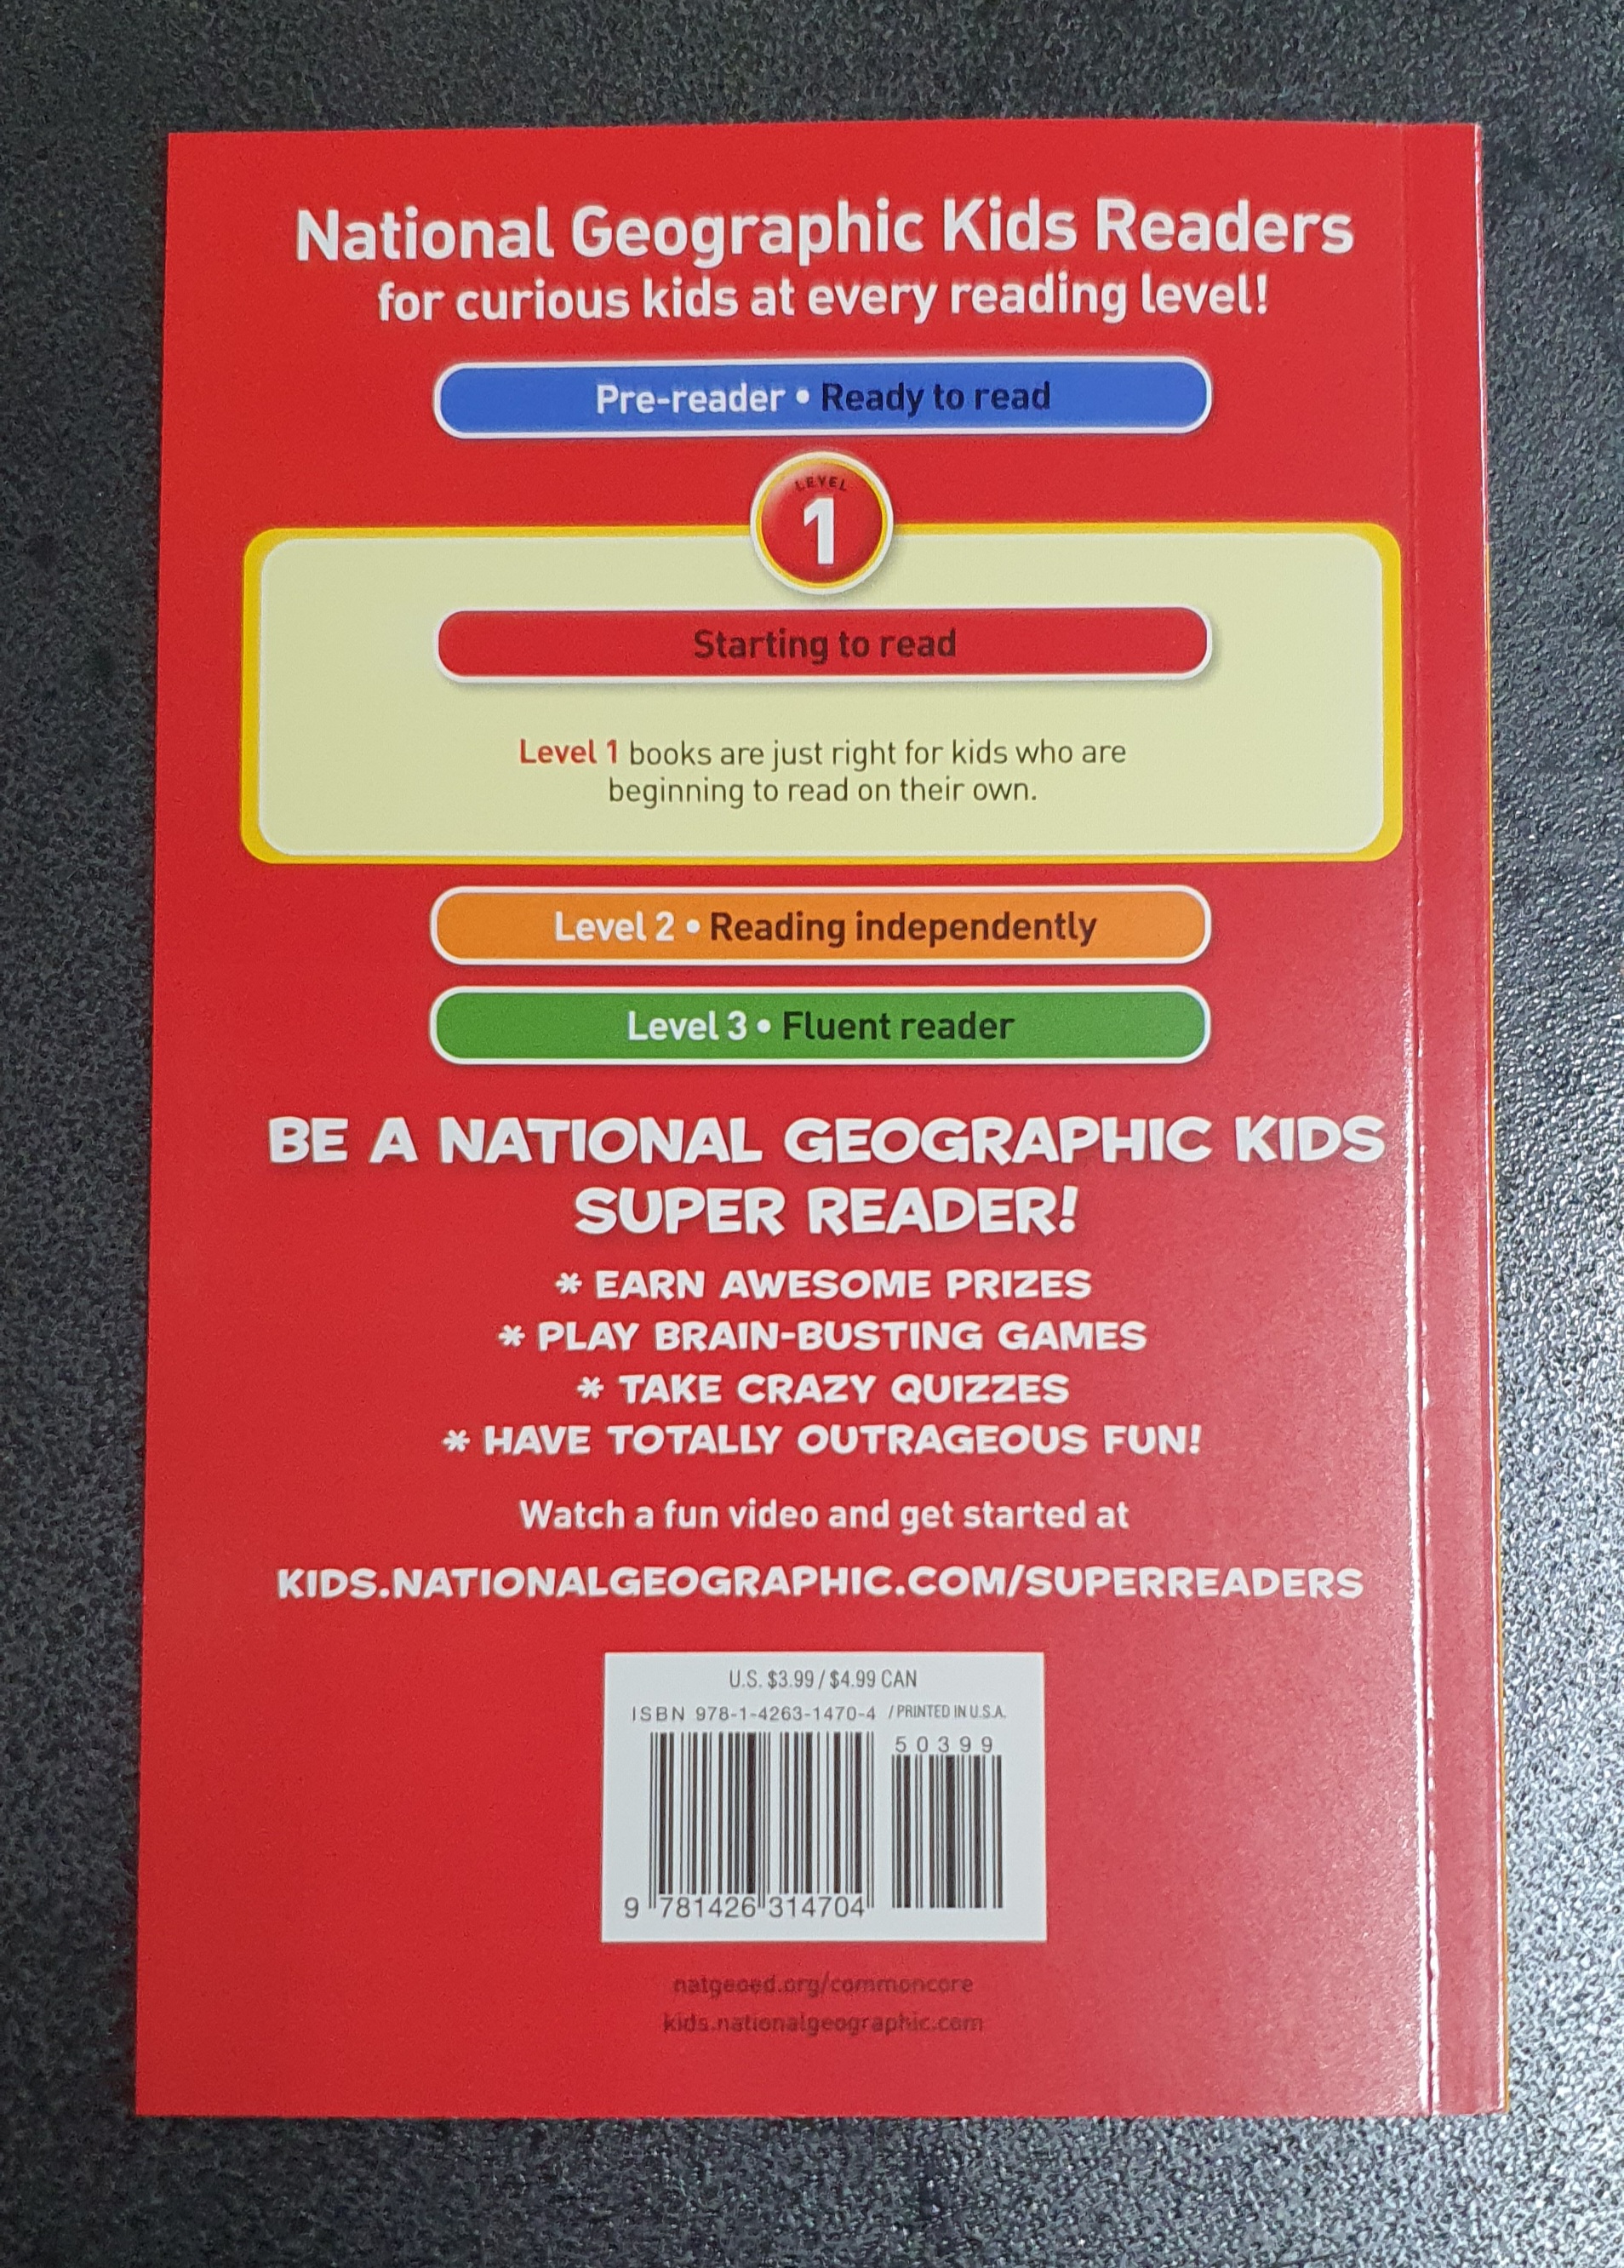 National Geographic Kids Readers
for curious kids at every reading level!
Pre-reader • Ready to read
LEVEL
1
Starting to read
Level 1 books are just right for kids who are
beginning to read on their own.
Level 2 • Reading independently
Level 3 • Fluent reader
BE A NATIONAL GEOGRAPHIC KIDS
SUPER READER!
* EARN AWESOME PRIZES
* PLAY BRAIN-BUSTING GAMES
* TAKE CRAZY QUIZZES
* HAVE TOTALLY OUTRAGEOUS FUN!
Watch a fun video and get started at
KIDS.NATIONALGEOGRAPHIC.COM/SUPERREADERS
U.S. $3.99 / $4.99 CAN
ISBN 978-1-4263-1470-4 / PRINTED IN U.S.A.
50399
9 781426 314704
natgeoed.org/commoncore
kids.nationalgeographic.com